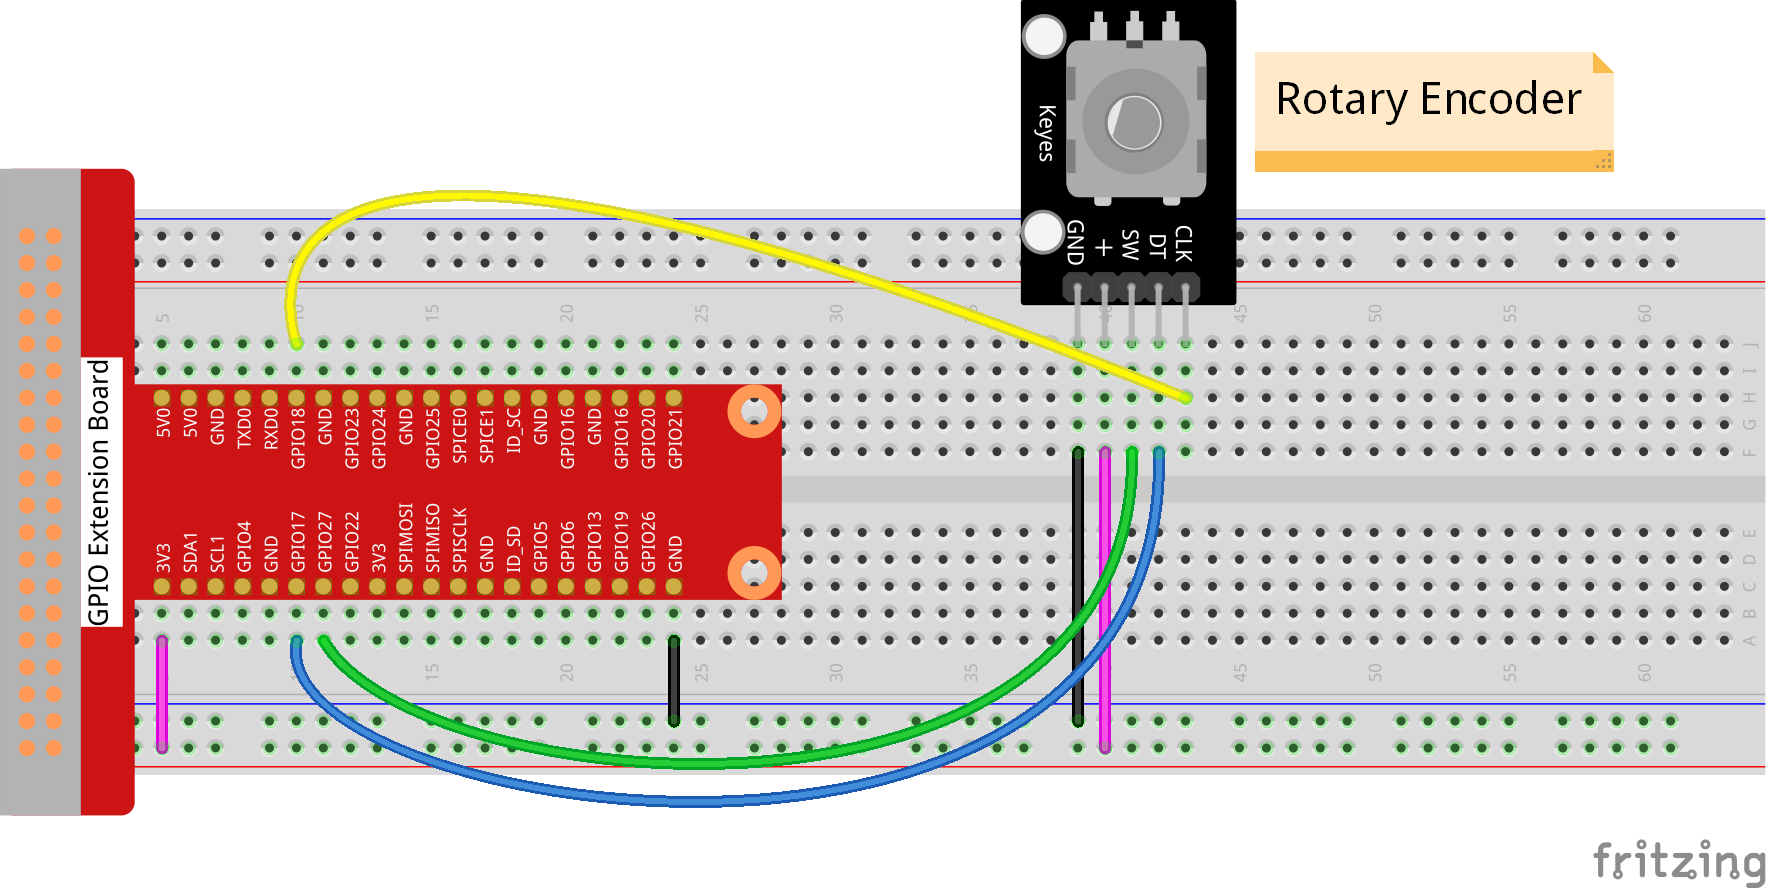 Rotary Encoder
Keyes
GND
+
SW
DT
CLK
5
10
15
20
25
30
35
40
45
50
55
60
J
I
H
G
F
GPIO Extension Board
5V0
5V0
GND
TXD0
RXD0
GPIO18
GND
GPIO23
GPIO24
GND
GPIO25
SPICE0
SPICE1
ID_SC
GND
GPIO16
GND
GPIO16
GPIO20
GPIO21
3V3
SDA1
SCL1
GPIO4
GND
GPIO17
GPIO27
GPIO22
3V3
SPIMOSI
SPIMISO
SPISCLK
GND
ID_SD
GPIO5
GPIO6
GPIO13
GPIO19
GPIO26
GND
E
D
C
B
A
15
20
25
30
35
45
50
55
60
fritzing